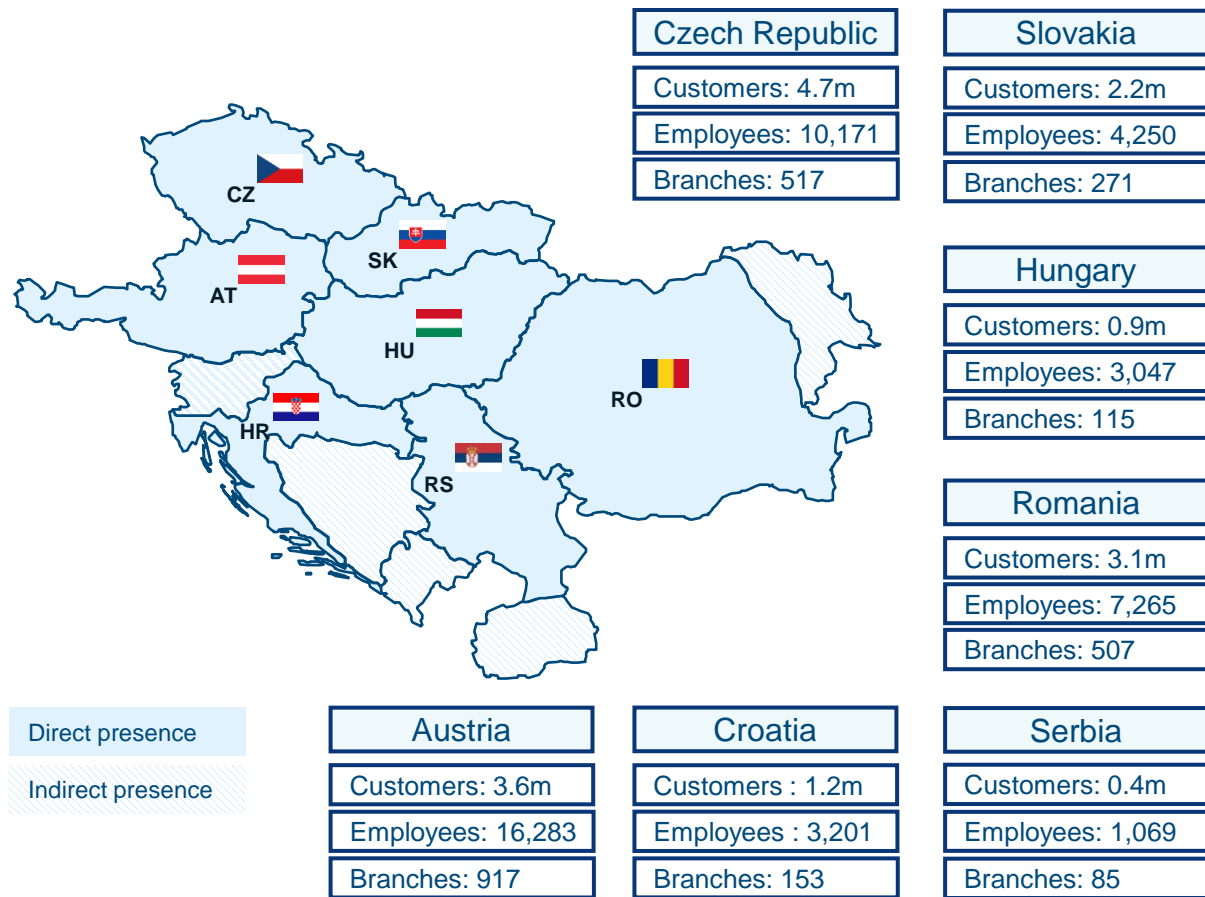 Czech Republic
Customers: 4.7m
Employees: 10,171
Branches: 517
Slovakia
Customers: 2.2m
Employees: 4,250
Branches: 271
CZ
SK
AT
HU
RO
HR
RS
Hungary
Customers: 0.9m
Employees: 3,047
Branches: 115
Romania
Customers: 3.1m
Employees: 7,265
Branches: 507
Direct presence
Indirect presence
Austria
Customers: 3.6m
Employees: 16,283
Branches: 917
Croatia
Customers : 1.2m
Employees : 3,201
Branches: 153
Serbia
Customers: 0.4m
Employees: 1,069
Branches: 85